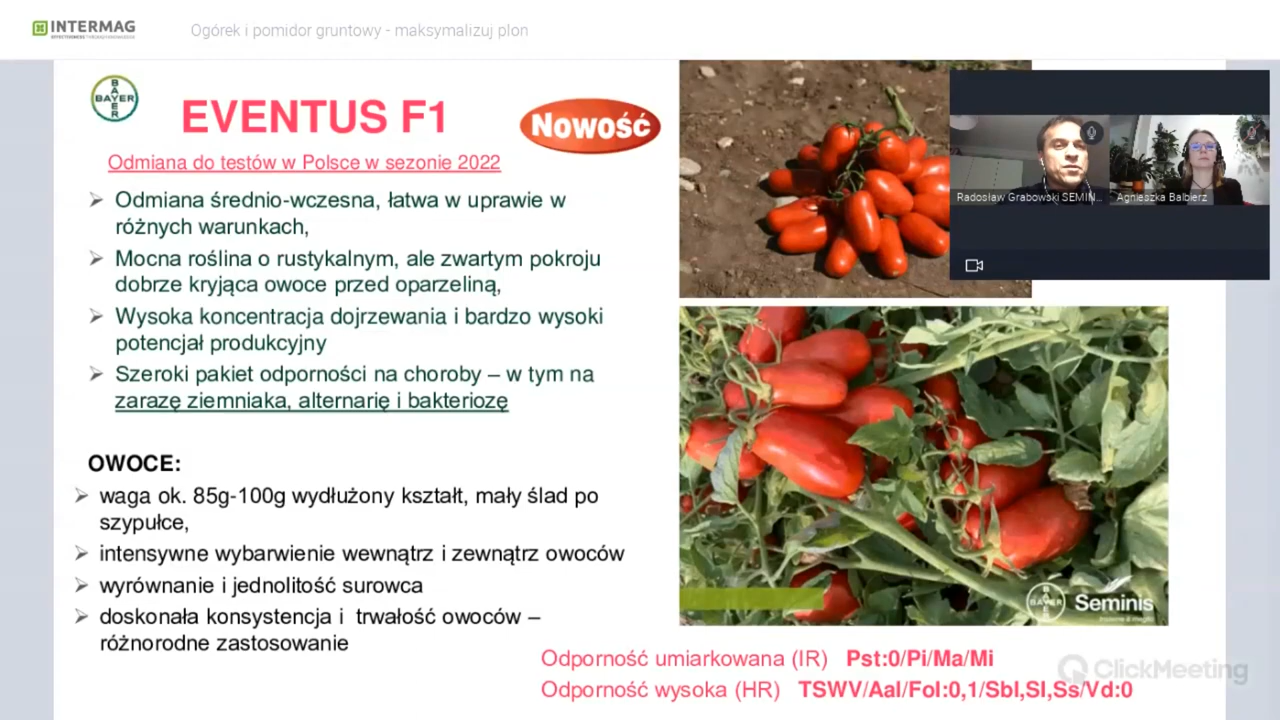 INTERMAG
Ogórek i pomidor gruntowy - maksymalizuj plon
BAYER
BAYER
EVENTUS F1
Nowość
Odmiana do testów w Polsce w sezonie 2022
Odmiana średnio-wczesna, łatwa w uprawie w
różnych warunkach,
Mocna roślina o rustykalnym, ale zwartym pokroju
dobrze kryjąca owoce przed oparzeliną,
Wysoka koncentracja dojrzewania i bardzo wysoki
potencjał produkcyjny
Szeroki pakiet odporności na choroby – w tym na
zarazę ziemniaka, alternarię i bakteriozę
OWOCE:
waga ok. 85g-100g wydłużony kształt, mały ślad po
szypułce,
intensywne wybarwienie wewnątrz i zewnątrz owoców
wyrównanie i jednolitość surowca
doskonała konsystencja i trwałość owoców –
różnorodne zastosowanie
Radosław Grabowski SEMIN...
Agnieszka Balbierz
BAYER
Seminis
Odporność umiarkowana (IR) Pst:0/Pi/Ma/Mi
Odporność wysoka (HR) TSWV/Aal/Fol:0,1/Sbl,Sl,Ss/Vd:0
ClickMeeting